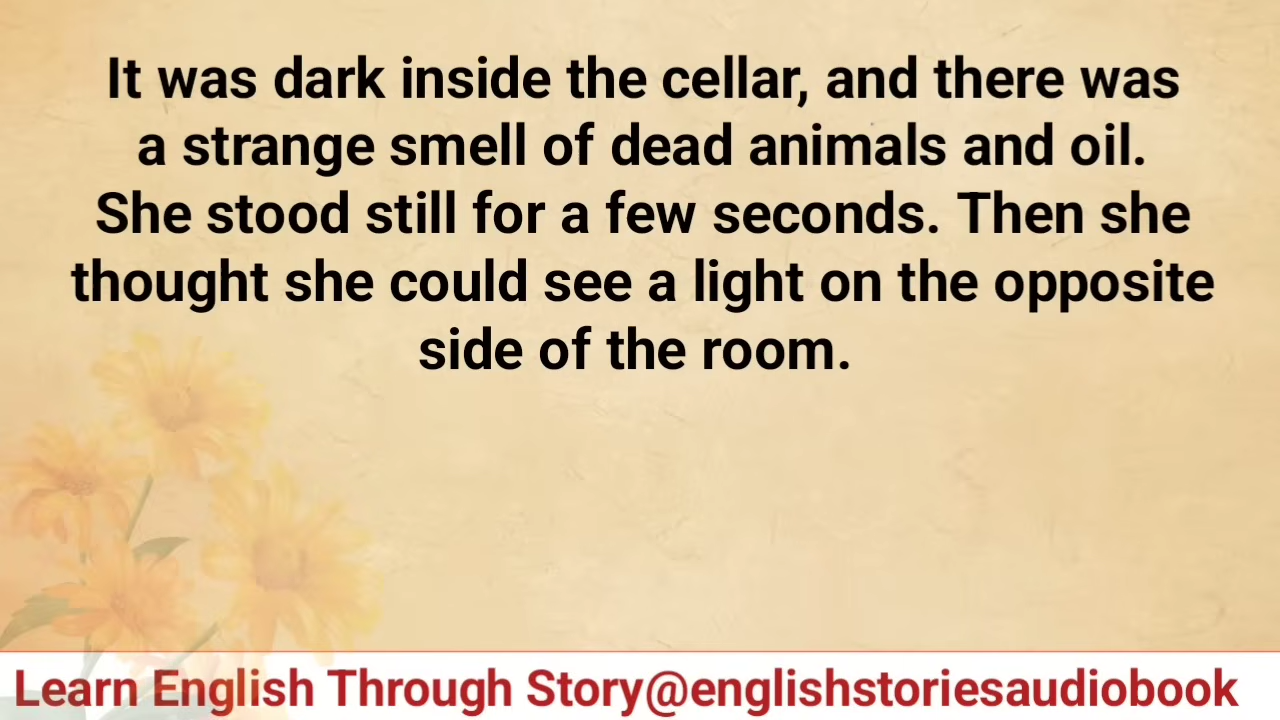 It was dark inside the cellar, and there was
a strange smell of dead animals and oil.
She stood still for a few seconds. Then she
thought she could see a light on the opposite
side of the room.
Learn English Through Story@englishstoriesaudiobook